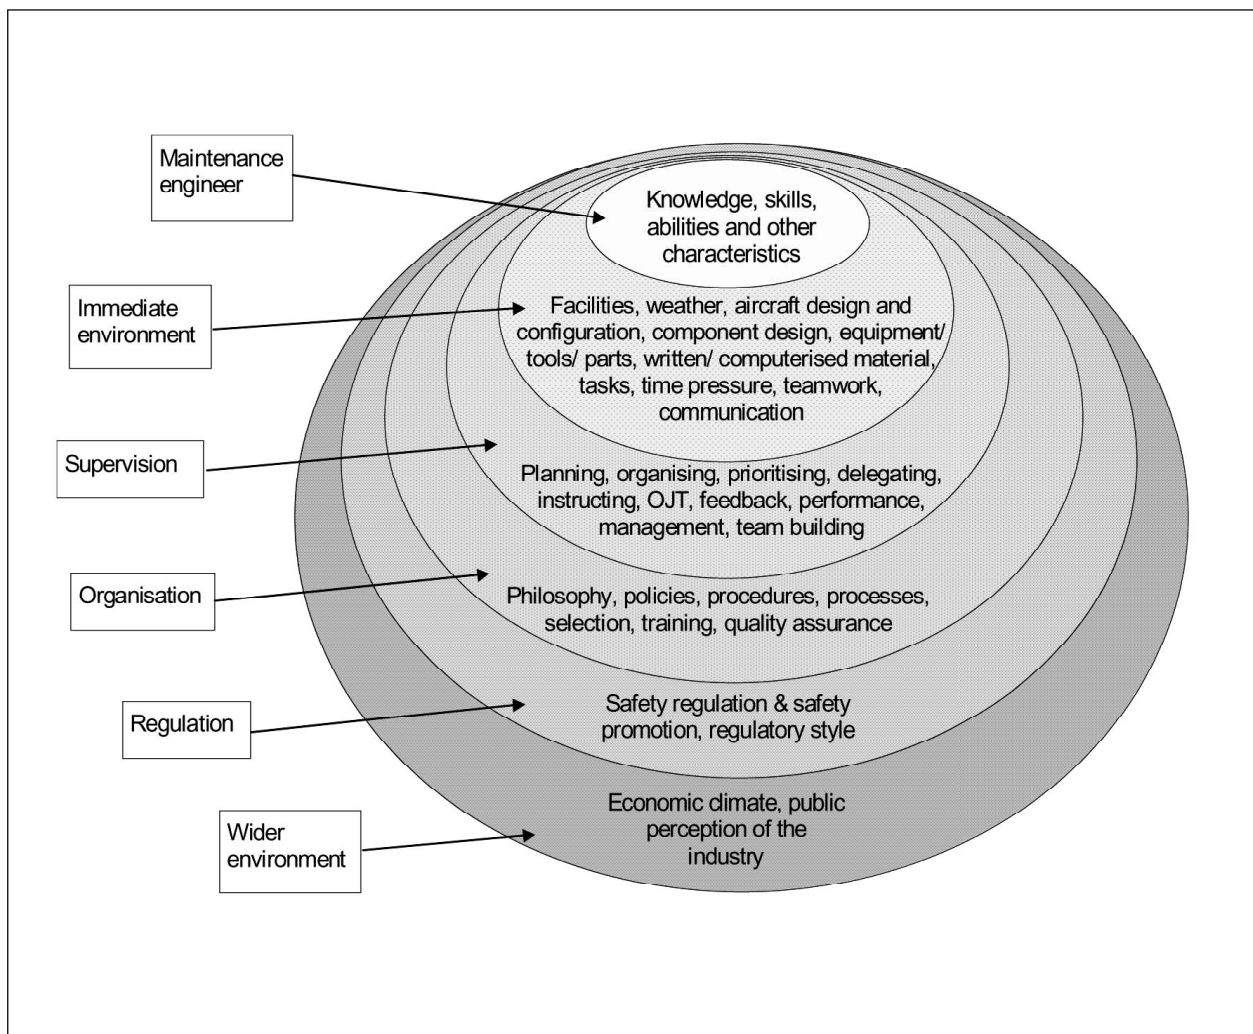 Maintenance
engineer
Knowledge, skills,
abilities and other
characteristics
Immediate
environment
Facilities, weather, aircraft design and
configuration, component design, equipment/
tools/ parts, written/ computerised material,
tasks, time pressure, teamwork,
communication
Supervision
Planning, organising, prioritising, delegating,
instructing, OJT, feedback, performance,
management, team building
Organisation
Philosophy, policies, procedures, processes,
selection, training, quality assurance
Regulation
Safety regulation & safety
promotion, regulatory style
Wider
environment
Economic climate, public
perception of the
industry